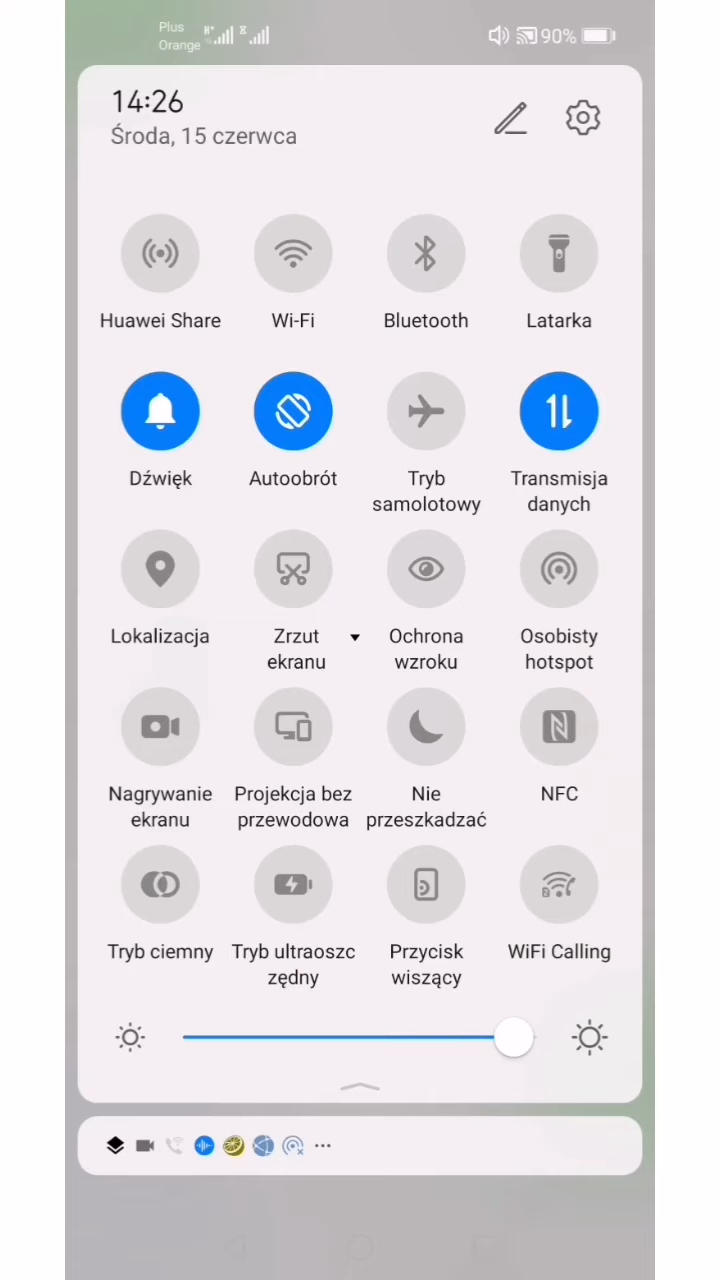 Plus
Orange
90%
14:26
Środa, 15 czerwca
Huawei Share
Wi-Fi
Bluetooth
Latarka
Dźwięk
Autoobrót
Tryb
samolotowy
Transmisja
danych
Lokalizacja
Zrzut
ekranu
Ochrona
wzroku
Osobisty
hotspot
Nagrywanie
ekranu
Projekcja bez
przewodowa
Nie
przeszkadzać
NFC
Tryb ciemny
Tryb ultraoszc
zędny
Przycisk
wiszący
WiFi Calling